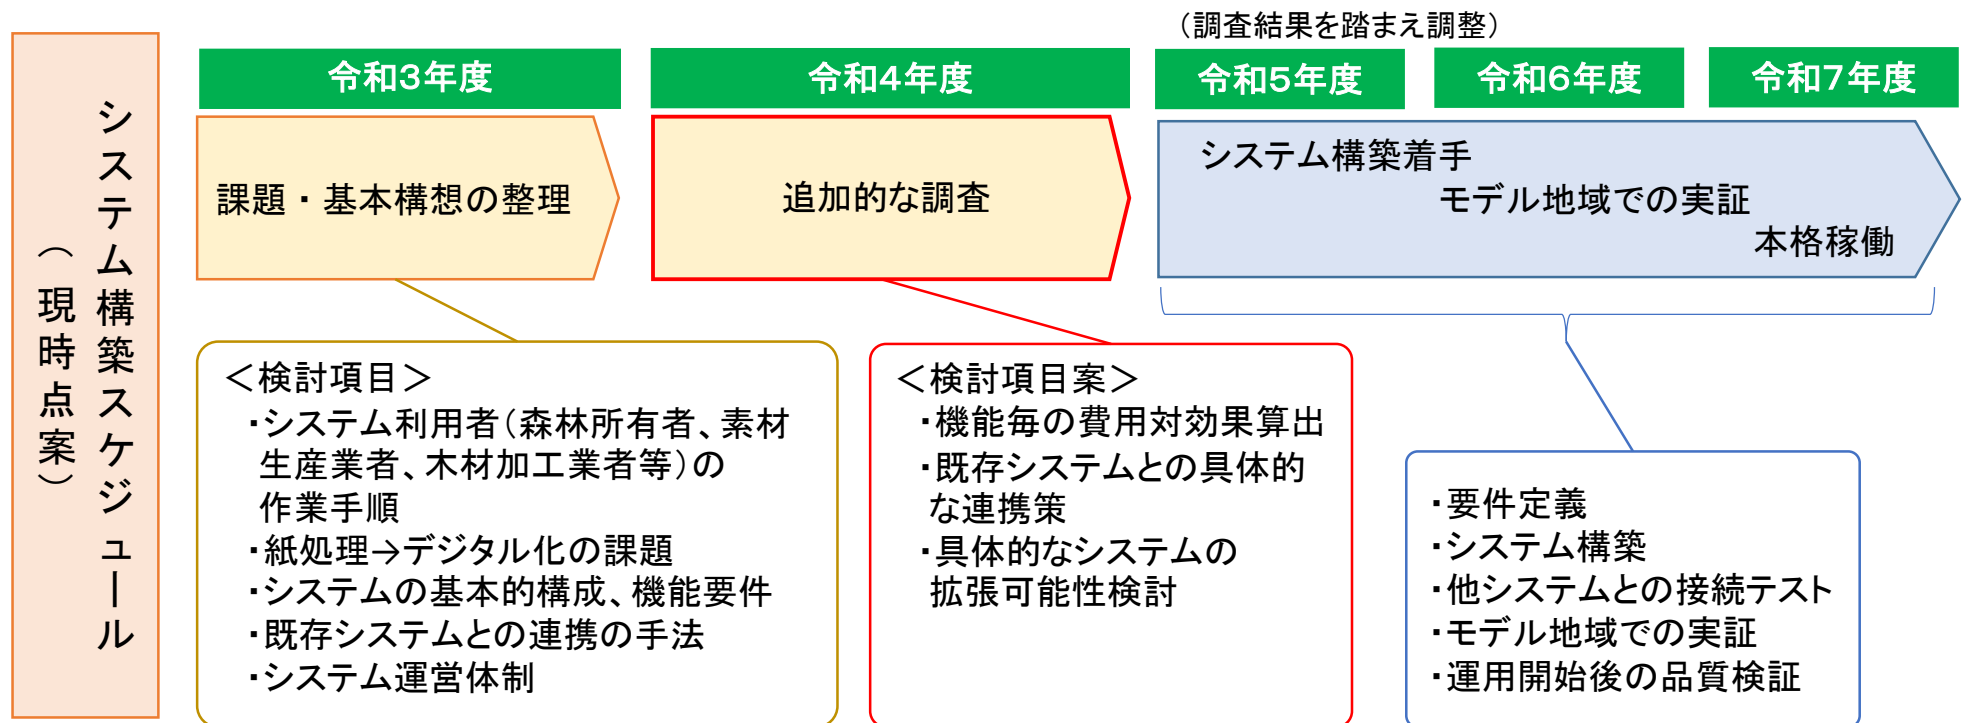 システム構築スケジュール
（現時点案）
（調査結果を踏まえ調整）
令和3年度
令和4年度
令和5年度
令和6年度
令和7年度
課題・基本構想の整理
追加的な調査
システム構築着手
モデル地域での実証
本格稼働
＜検討項目＞
・システム利用者（森林所有者、素材
生産業者、木材加工業者等）の
作業手順
・紙処理→デジタル化の課題
・システムの基本的構成、機能要件
・既存システムとの連携の手法
・システム運営体制
＜検討項目案＞
・機能毎の費用対効果算出
・既存システムとの具体的
な連携策
・具体的なシステムの
拡張可能性検討
・要件定義
・システム構築
・他システムとの接続テスト
・モデル地域での実証
・運用開始後の品質検証